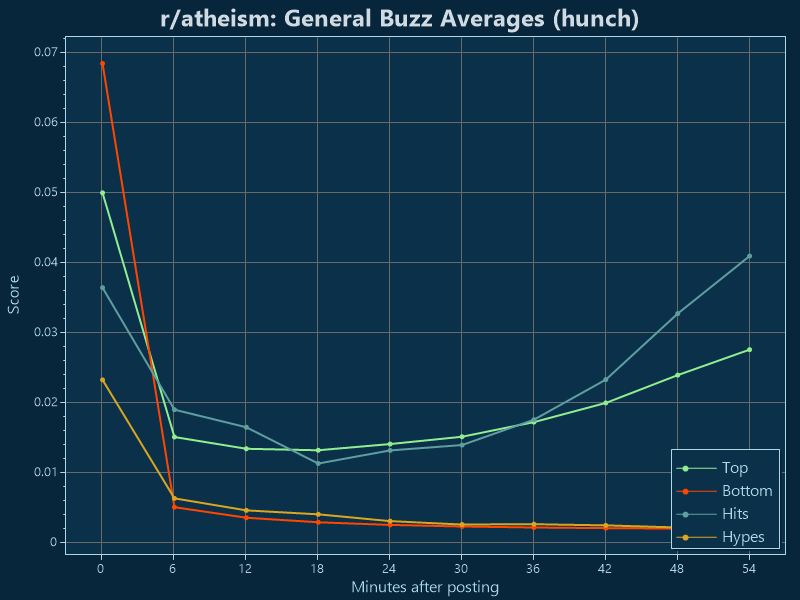 r/atheism: General Buzz Averages (hunch)
0.07
0.06
0.05
0.04
0.03
0.02
0.01
0
Score
0 6 12 18 24 30 36 42 48 54
Minutes after posting
Top
Bottom
Hits
Hypes